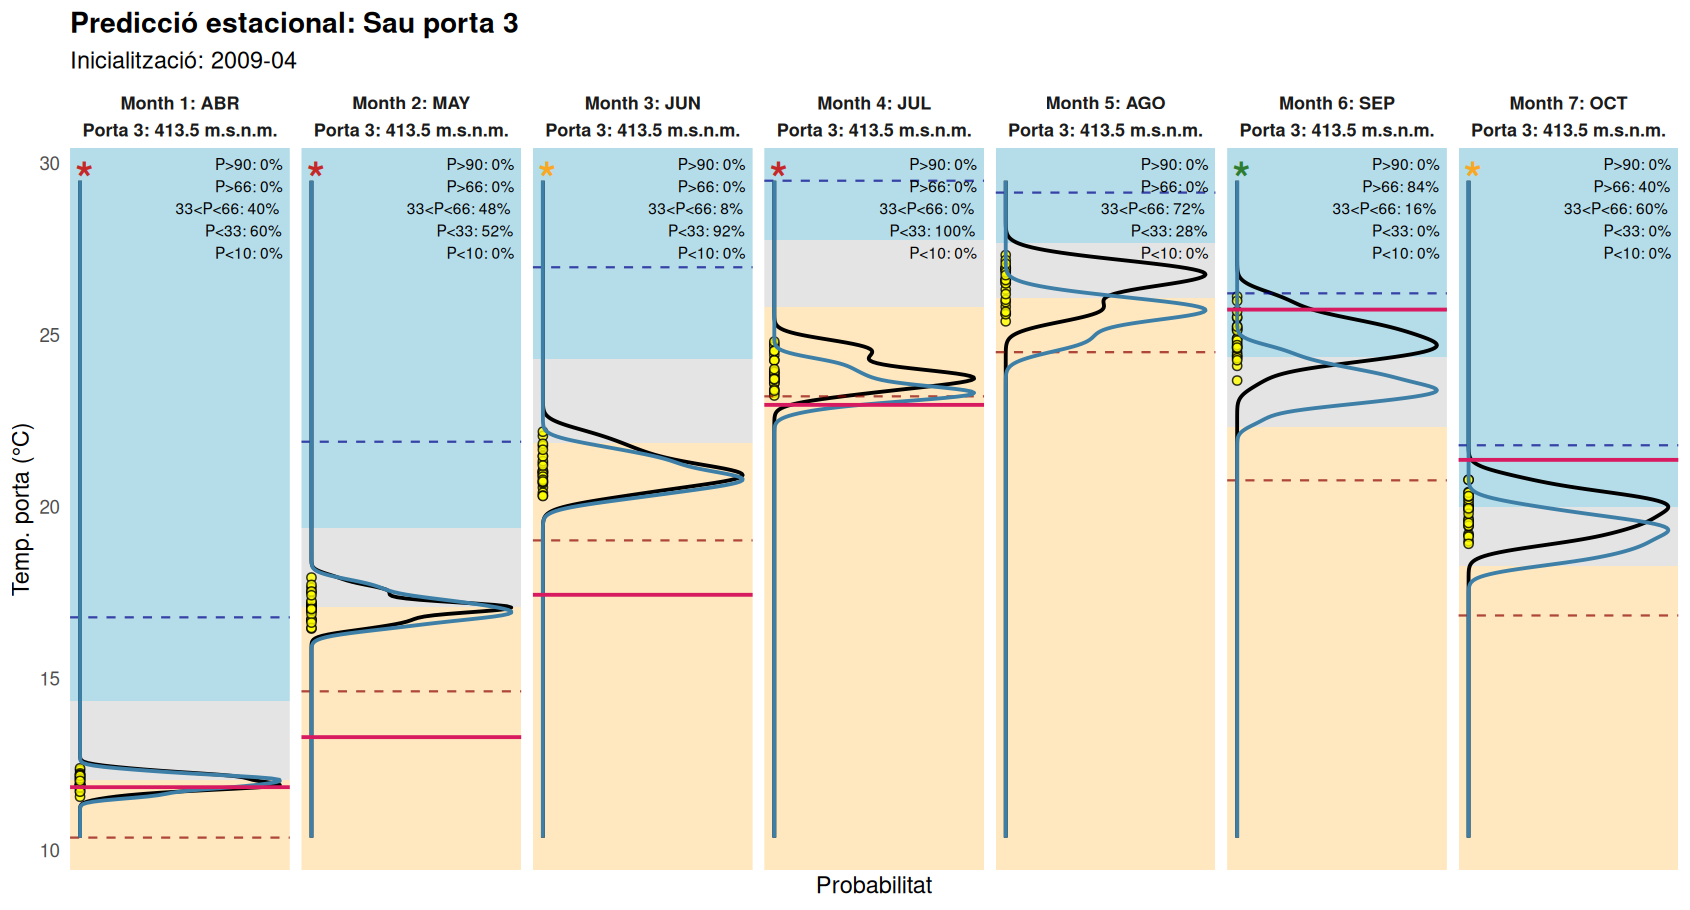 Predicció estacional: Sau porta 3
Inicialització: 2009-04
Month 1: ABR
Porta 3: 413.5 m.s.n.m.
Month 2: MAY
Porta 3: 413.5 m.s.n.m.
Month 3: JUN
Porta 3: 413.5 m.s.n.m.
Month 4: JUL
Porta 3: 413.5 m.s.n.m.
Month 5: AGO
Porta 3: 413.5 m.s.n.m.
Month 6: SEP
Porta 3: 413.5 m.s.n.m.
Month 7: OCT
Porta 3: 413.5 m.s.n.m.
Temp. porta (°C)
30
25
20
15
10
*
P>90: 0%
P>66: 0%
33<P<66: 40%
P<33: 60%
P<10: 0%
*
P>90: 0%
P>66: 0%
33<P<66: 48%
P<33: 52%
P<10: 0%
*
P>90: 0%
P>66: 0%
33<P<66: 8%
P<33: 92%
P<10: 0%
*
P>90: 0%
P>66: 0%
33<P<66: 0%
P<33: 100%
P<10: 0%
P>90: 0%
P>66: 0%
33<P<66: 72%
P<33: 28%
P<10: 0%
*
P>90: 0%
P>66: 84%
33<P<66: 16%
P<33: 0%
P<10: 0%
*
P>90: 0%
P>66: 40%
33<P<66: 60%
P<33: 0%
P<10: 0%
Probabilitat